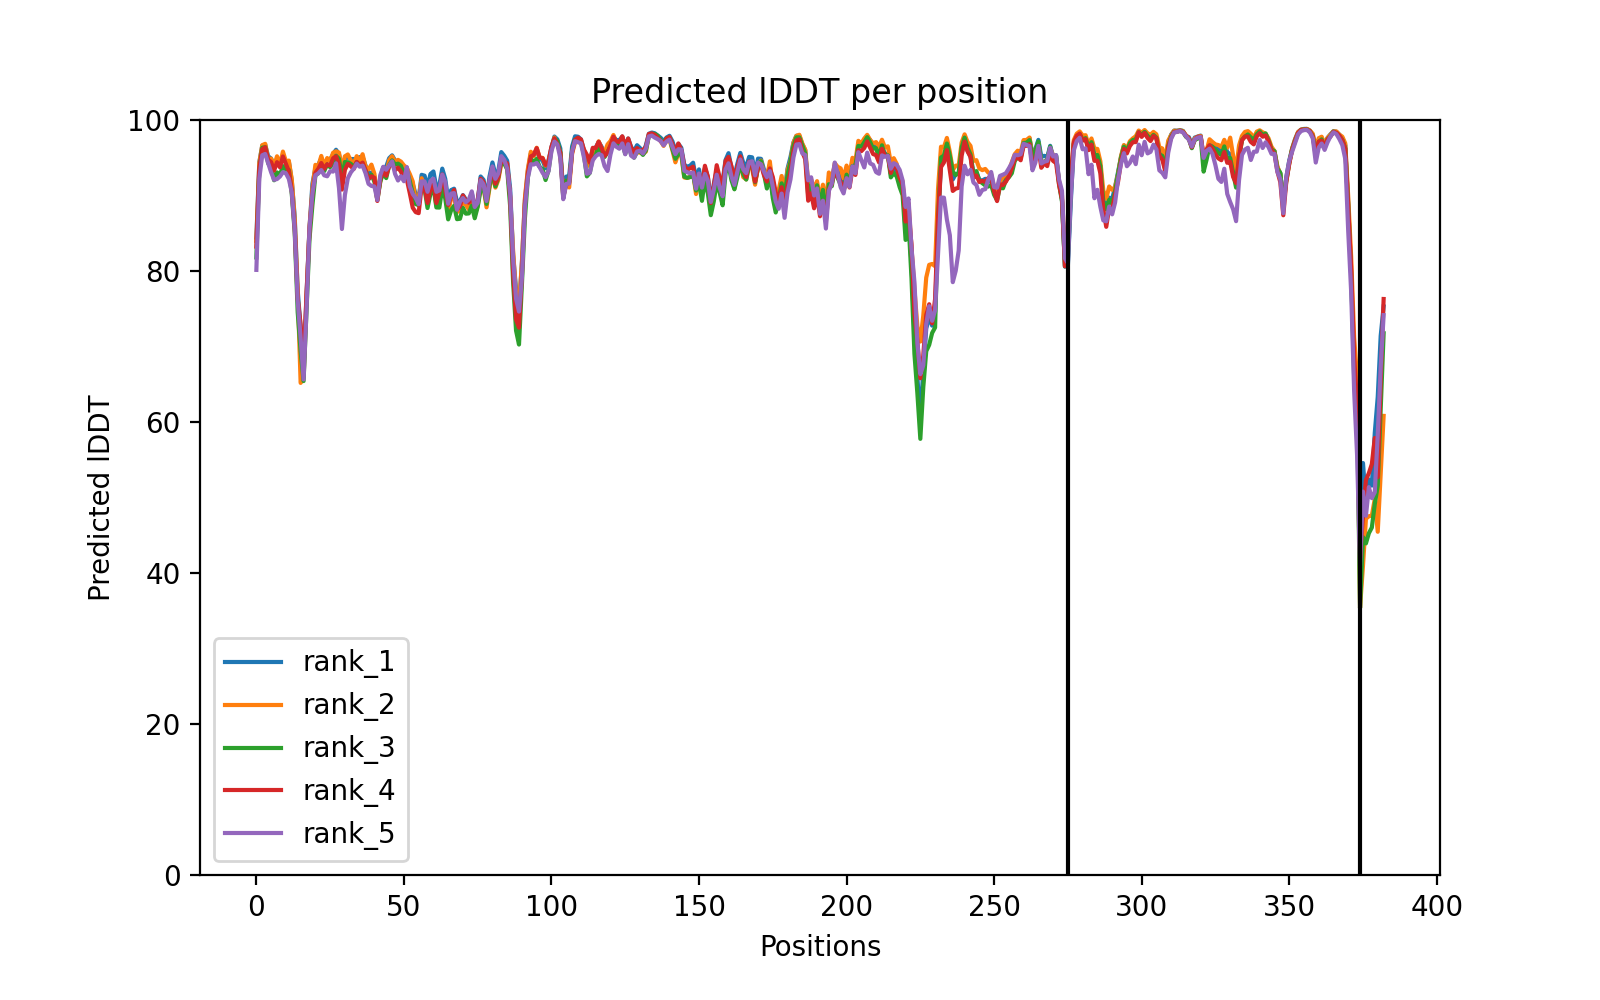 Predicted lDDT per position
100
80
60
40
20
0
Predicted lDDT
rank_1
rank_2
rank_3
rank_4
rank_5
0 50 100 150 200 250 300 350 400
Positions